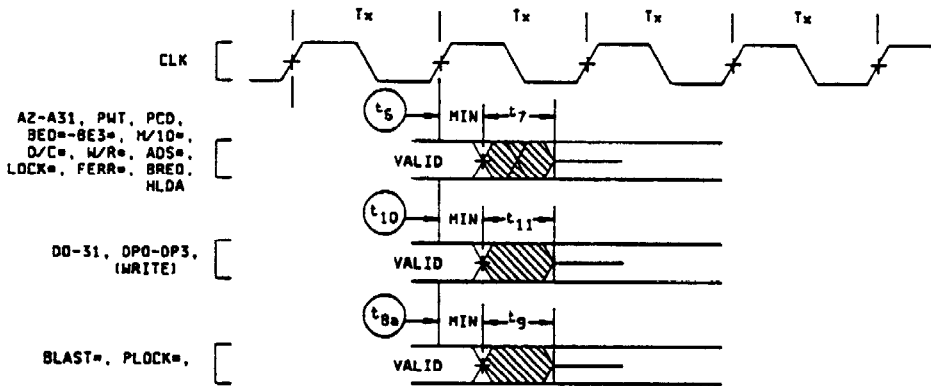 Tx Tx Tx Tx
CLK
t6 MIN t7
A2-A31, PWT, PCD,
BE0*-BE3*, M/IO*,
D/C*, W/R*, ADS*,
LOCK*, FERR*, BREQ,
HLDA
VALID
t10 MIN t11
D0-31, DP0-DP3,
(WRITE)
VALID
t8a MIN t9
BLAST*, PLOCK*,
VALID